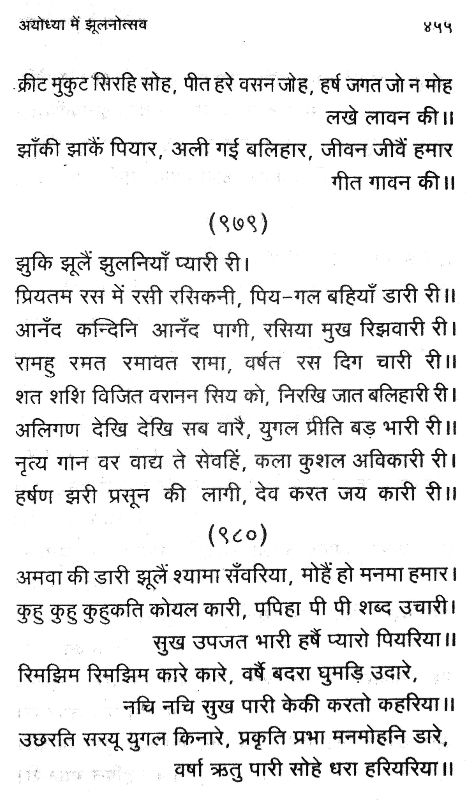 अयोध्या में झूलनोत्सव ४५५
क्रीट मुकुट सिरहि सोह, पीत हरे वसन जोह, हर्ष जगत जो न मोह
लखे लावन की॥
झाँकी झाकैं पियार, अली गई बलिहार, जीवन जीवैं हमार
गीत गावन की॥
(९७९)
झुकि झूलैं झुलनियाँ प्यारी री।
प्रियतम रस में रसी रसिकनी, पिय-गल बहियाँ डारी री॥
आनँद कन्दिनि आनँद पागी, रसिया मुख रिझवारी री।
रामहु रमत रमावत रामा, वर्षत रस दिग चारी री॥
शत शशि विजित वरानन सिय को, निरखि जात बलिहारी री।
अलिगण देखि देखि सब वारै, युगल प्रीति बड़ भारी री॥
नृत्य गान वर वाद्य ते सेवहिं, कला कुशल अविकारी री।
हर्षण झरी प्रसून की लागी, देव करत जय कारी री॥
(९८०)
अमवा की डारी झूलैं श्यामा सँवरिया, मोहैं हो मनमा हमार।
कुहु कुहु कुहुकति कोयल कारी, पपिहा पी पी शब्द उचारी।
सुख उपजत भारी हर्षै प्यारो पियरिया॥
रिमझिम रिमझिम कारे कारे, वर्षै बदरा घुमड़ि उदारे,
नचि नचि सुख पारी केकी करतो कहरिया॥
उछरति सरयू युगल किनारे, प्रकृति प्रभा मनमोहनि डारे,
वर्षा ऋतु पारी सोहे धरा हरियरिया॥